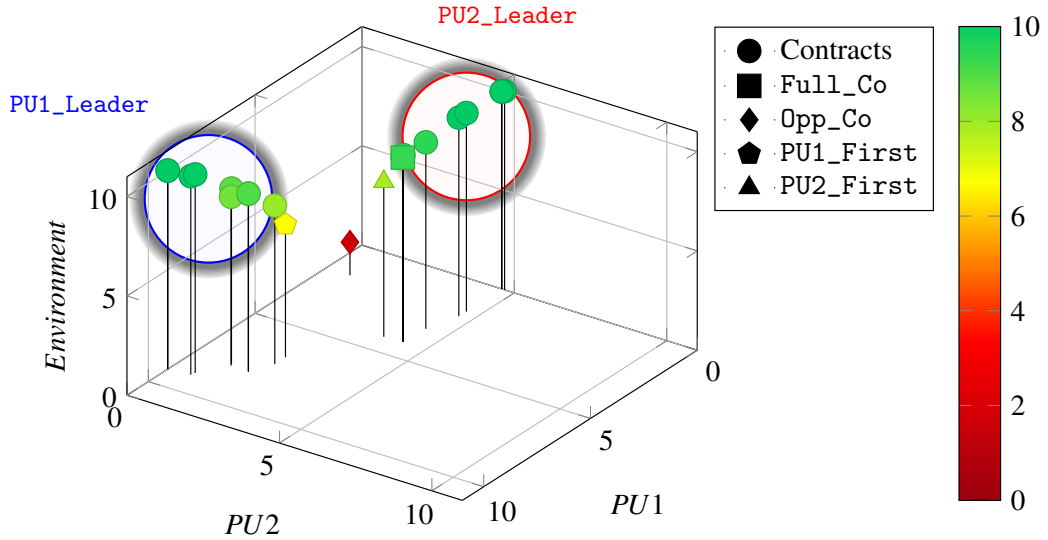 PU2_Leader
PU1_Leader
Contracts
Full_Co
Opp_Co
PU1_First
PU2_First
10
8
6
4
2
0
10
5
0
Environment
0
5
10
PU2
10
5
0
PU1